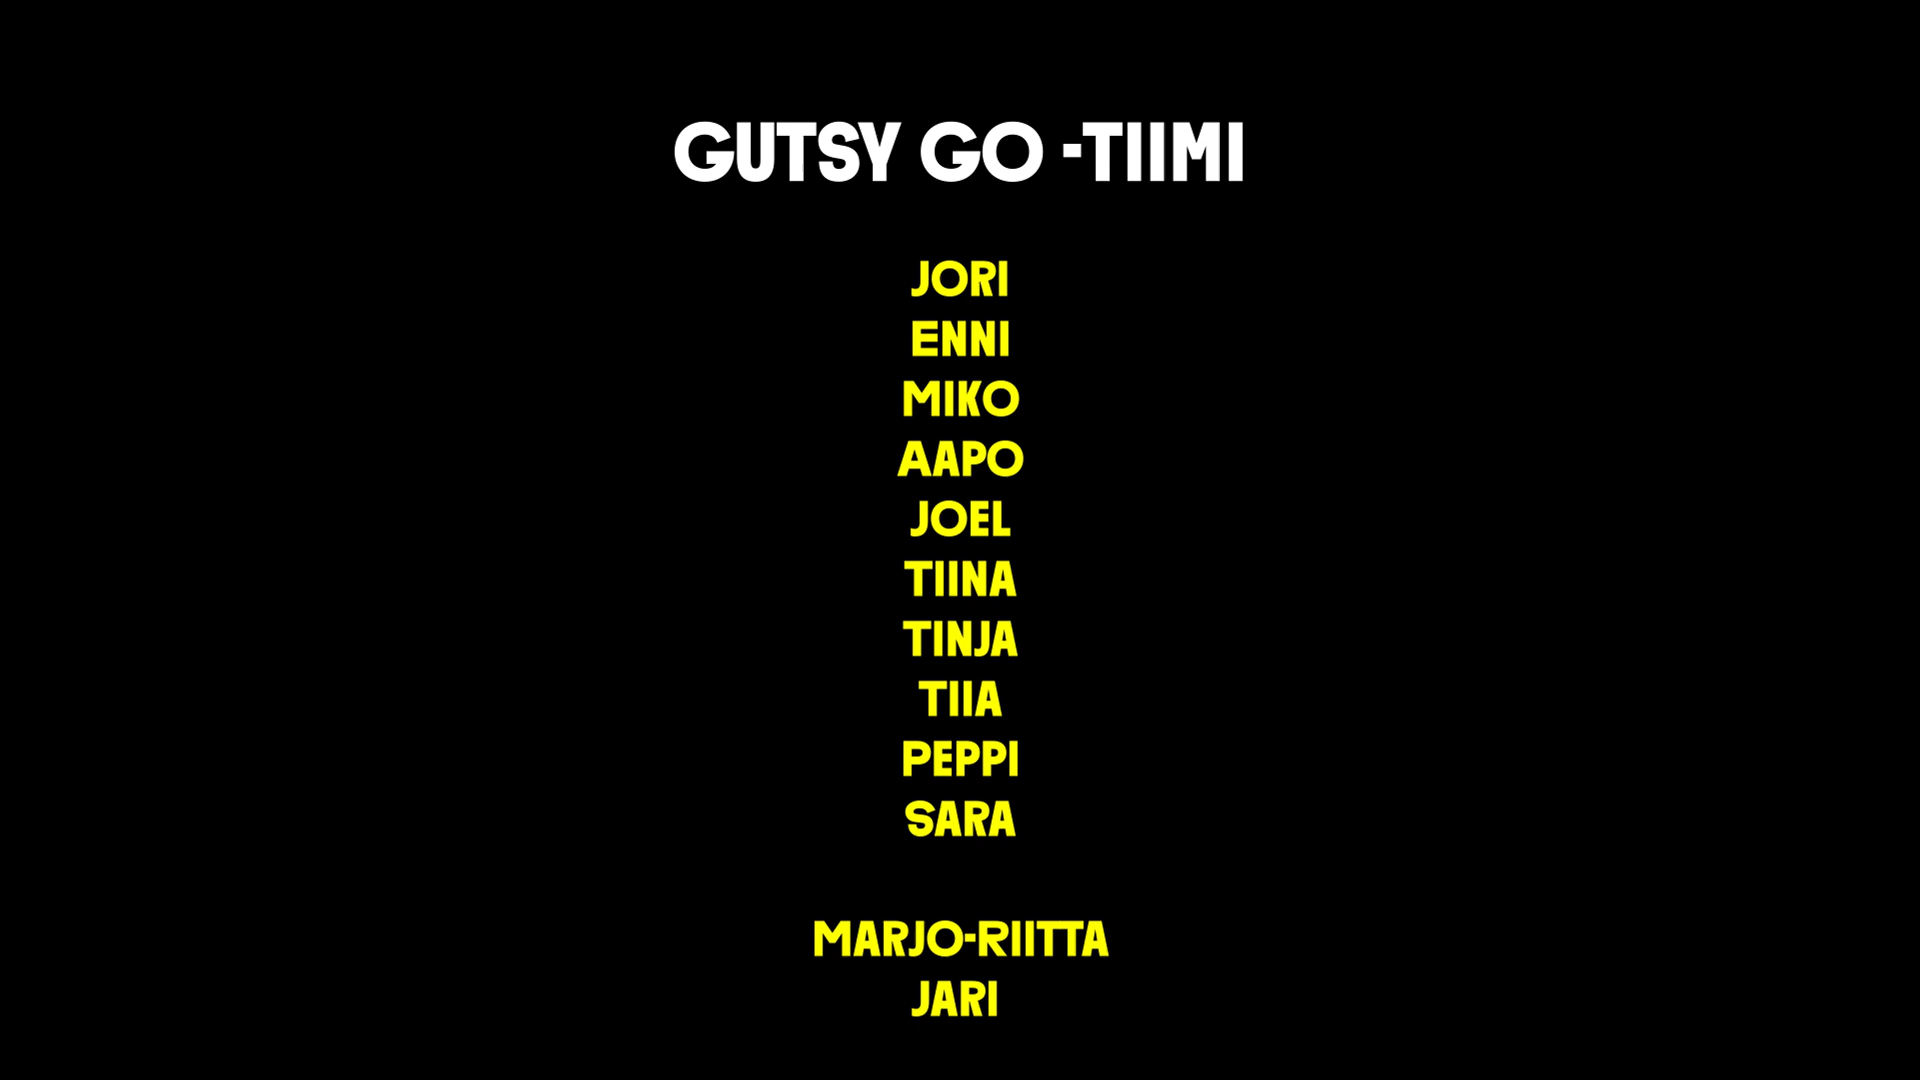 GUTSY GO -TIIMI
JORI
ENNI
MIKO
AAPO
JOEL
TIINA
TINJA
TIIA
PEPPI
SARA
MARJO-RIITTA
JARI